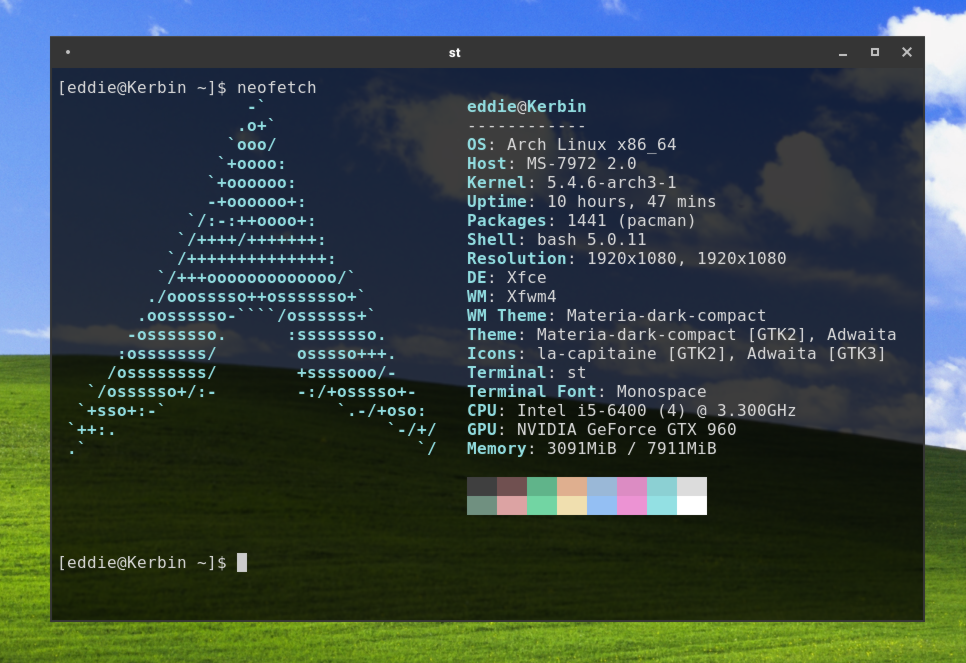 st
[eddie@Kerbin ~]$ neofetch
                   -`                    eddie@Kerbin
                  .o+`                   ------------
                 `ooo/                   OS: Arch Linux x86_64
                `+oooo:                  Host: MS-7972 2.0
               `+oooooo:                 Kernel: 5.4.6-arch3-1
               -+oooooo+:                Uptime: 10 hours, 47 mins
             `/:-:++oooo+:               Packages: 1441 (pacman)
            `/++++/+++++++:              Shell: bash 5.0.11
           `/++++++++++++++:             Resolution: 1920x1080, 1920x1080
          `/+++ooooooooooooo/`           DE: Xfce
         ./ooosssso++osssssso+`          WM: Xfwm4
        .oossssso-````/ossssss+`         WM Theme: Materia-dark-compact
       -osssssso.      :ssssssso.        Theme: Materia-dark-compact [GTK2], Adwaita
      :osssssss/        osssso+++.       Icons: la-capitaine [GTK2], Adwaita [GTK3]
     /ossssssss/        +ssssooo/-       Terminal: st
   `/ossssso+/:-        -:/+osssso+-     Terminal Font: Monospace
  `+sso+:-`                 `.-/+oso:    CPU: Intel i5-6400 (4) @ 3.300GHz
 `++:.                           `-/+/   GPU: NVIDIA GeForce GTX 960
 .`                                 `/   Memory: 3091MiB / 7911MiB
[eddie@Kerbin ~]$